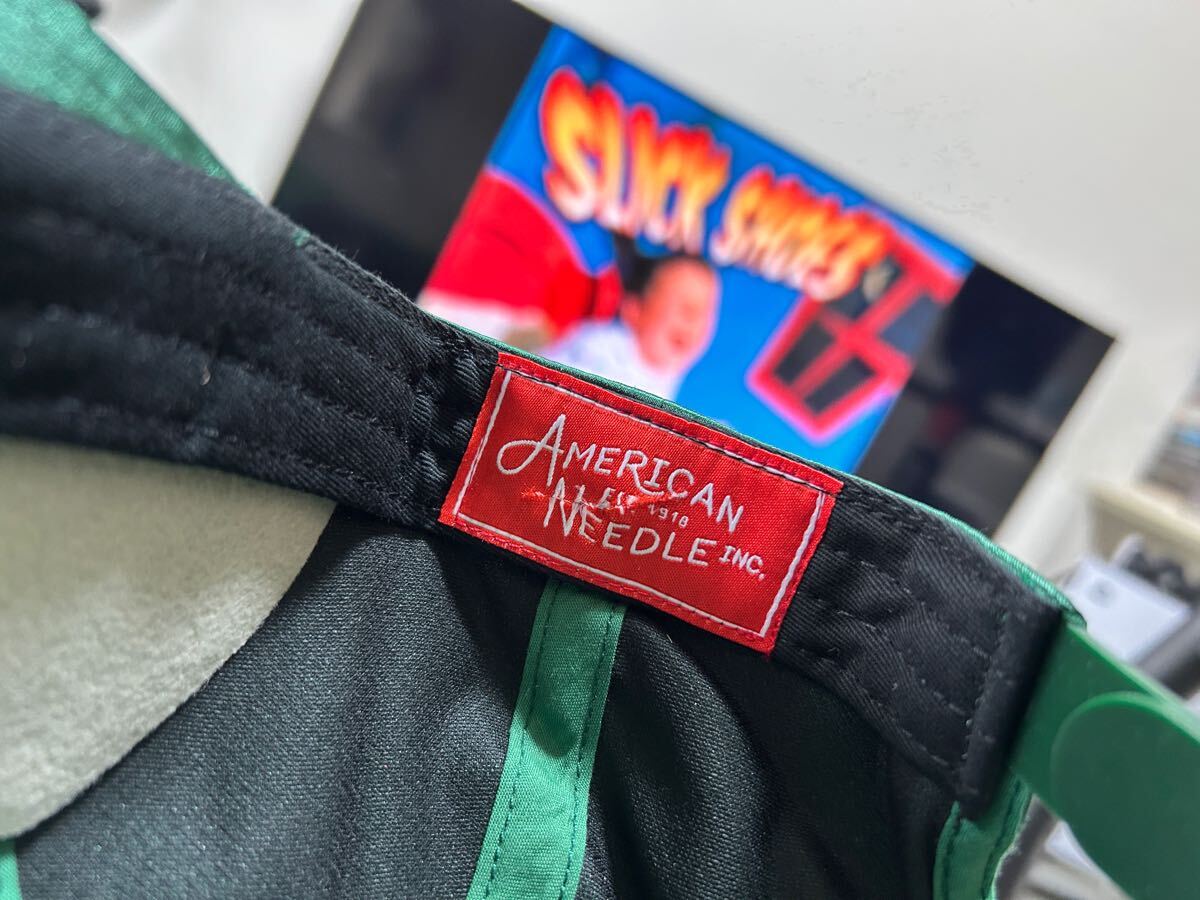 SLICK SHOES
AMERICAN
EST. 1918
NEEDLE INC.